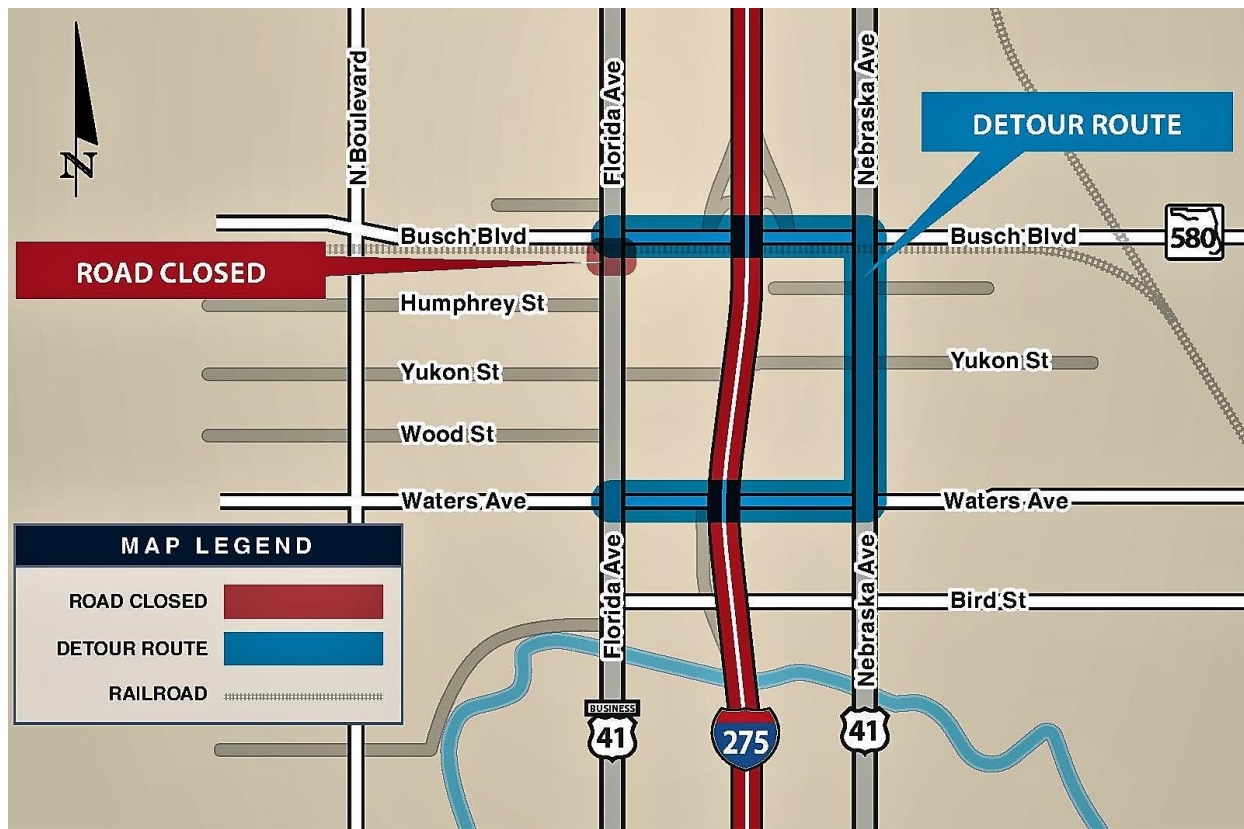 N Boulevard
Florida Ave
Nebraska Ave
DETOUR ROUTE
N
Busch Blvd
Busch Blvd
580
ROAD CLOSED
Humphrey St
Yukon St
Yukon St
Wood St
Waters Ave
Waters Ave
MAP LEGEND
ROAD CLOSED
DETOUR ROUTE
RAILROAD
Florida Ave
Nebraska Ave
Bird St
BUSINESS
41
275
41